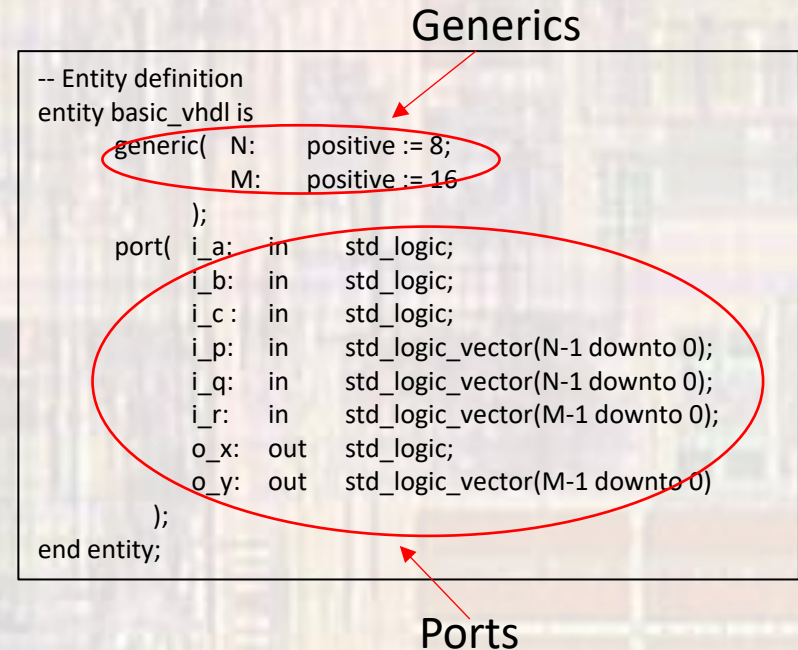 Generics
-- Entity definition
entity basic_vhdl is
generic( N: positive := 8;
M: positive := 16
);
port( i_a: in std_logic;
i_b: in std_logic;
i_c : in std_logic;
i_p: in std_logic_vector(N-1 downto 0);
i_q: in std_logic_vector(N-1 downto 0);
i_r: in std_logic_vector(M-1 downto 0);
o_x: out std_logic;
o_y: out std_logic_vector(M-1 downto 0)
);
end entity;
Ports